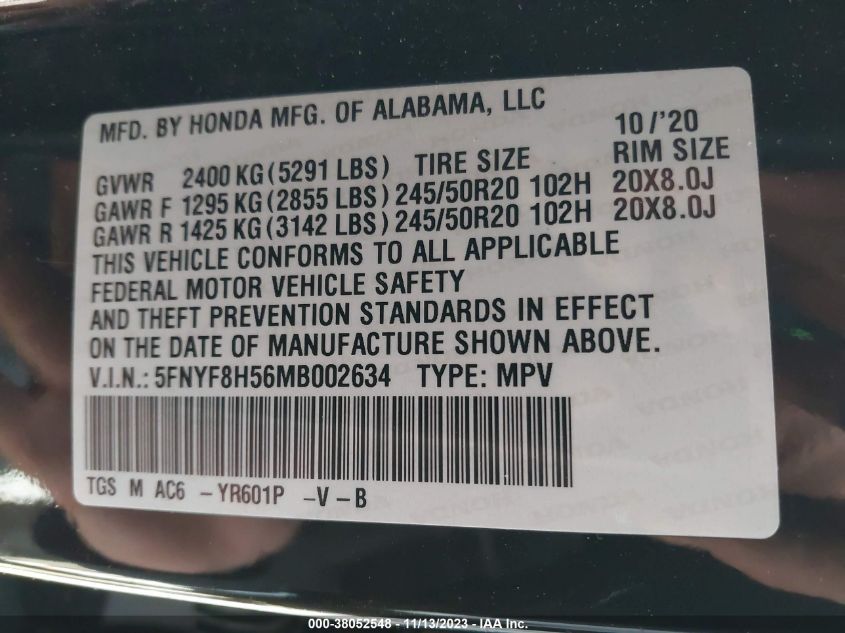 MFD. BY HONDA MFG. OF ALABAMA, LLC 10/'20
GVWR 2400 KG (5291 LBS) TIRE SIZE RIM SIZE
GAWR F 1295 KG (2855 LBS) 245/50R20 102H 20X8.0J
GAWR R 1425 KG (3142 LBS) 245/50R20 102H 20X8.0J
THIS VEHICLE CONFORMS TO ALL APPLICABLE
FEDERAL MOTOR VEHICLE SAFETY
AND THEFT PREVENTION STANDARDS IN EFFECT
ON THE DATE OF MANUFACTURE SHOWN ABOVE.
V.I.N.: 5FNYF8H56MB002634 TYPE: MPV
TGS M AC6 -YR601P -V -B
000-38052548 - 11/13/2023 - IAA Inc.